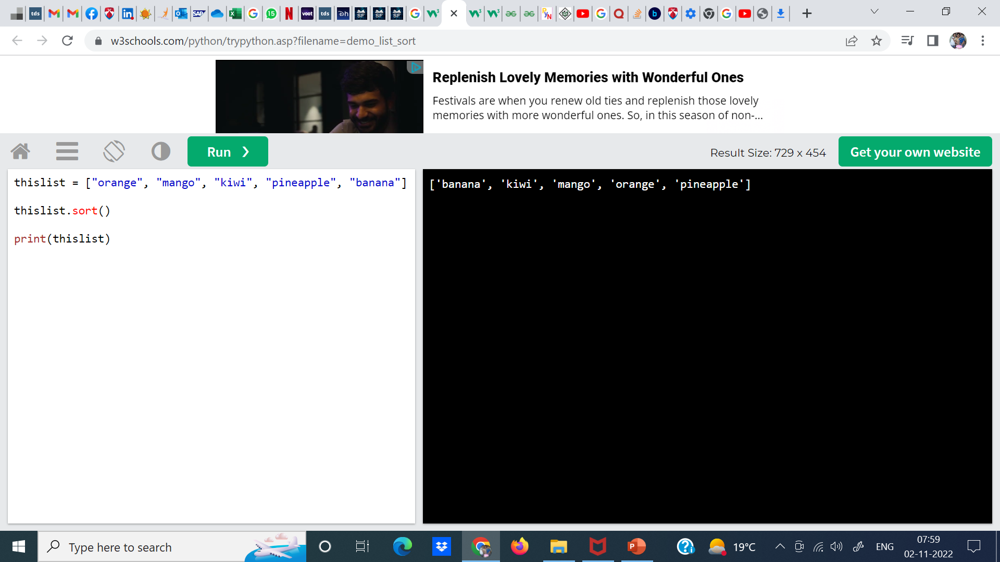 w3schools.com/python/trypython.asp?filename=demo_list_sort
Replenish Lovely Memories with Wonderful Ones
Festivals are when you renew old ties and replenish those lovely
memories with more wonderful ones. So, in this season of non-...
Run ❯
Result Size: 729 x 454
Get your own website
thislist = ["orange", "mango", "kiwi", "pineapple", "banana"]
thislist.sort()
print(thislist)
['banana', 'kiwi', 'mango', 'orange', 'pineapple']
Type here to search
19°C
ENG
07:59
02-11-2022